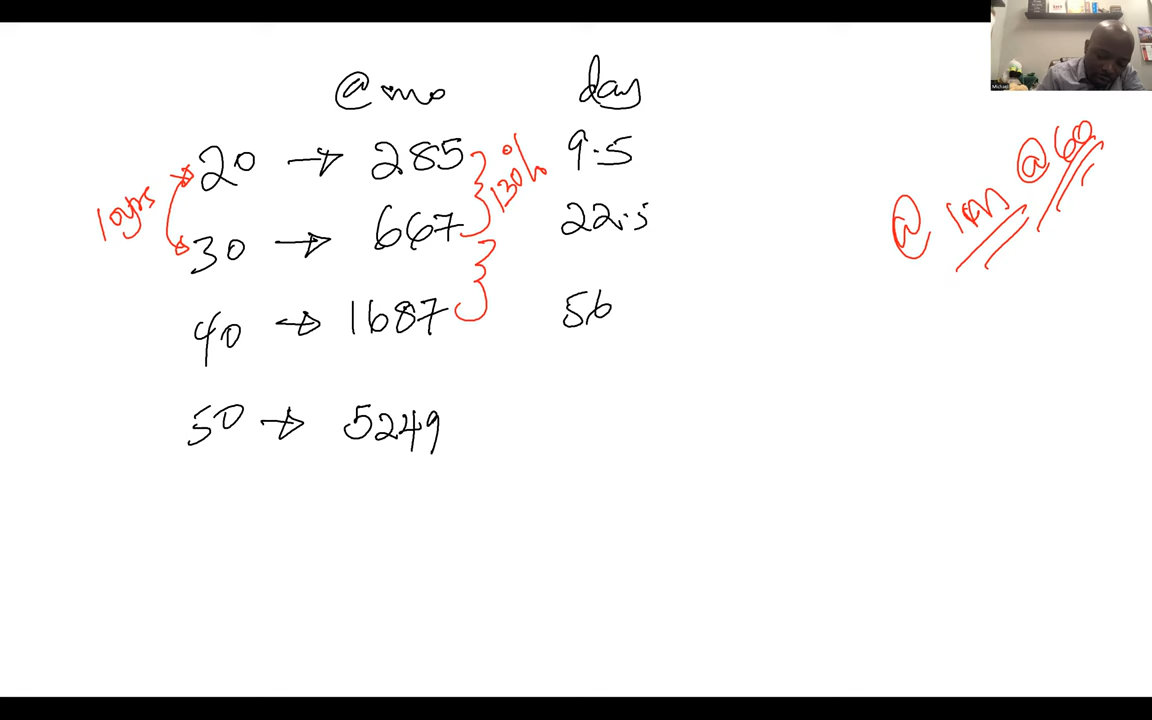 @ mo day
20 → 285 9.5
10yrs
130%
30 → 667 22.5
40 → 1687 56
50 → 5249
@ 1m @60
Michael